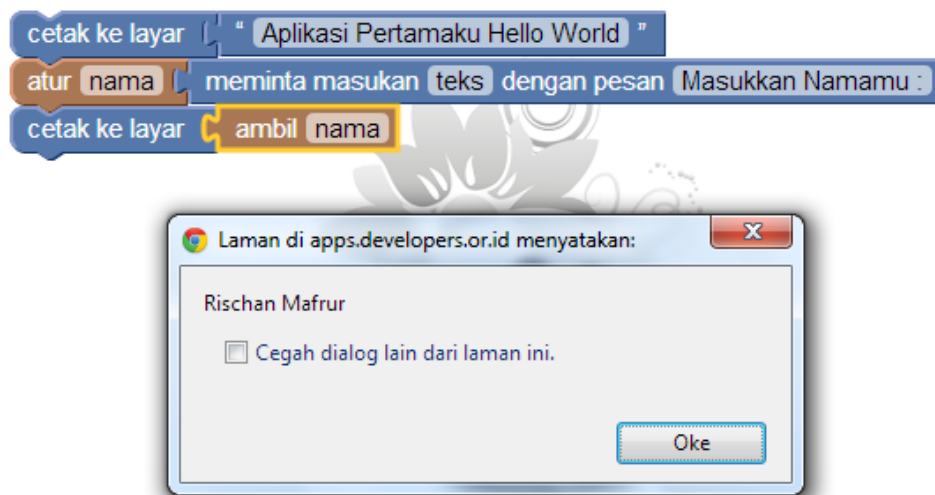 cetak ke layar “ Aplikasi Pertamaku Hello World ”
atur nama meminta masukan teks dengan pesan Masukkan Namamu :
cetak ke layar ambil nama
Laman di apps.developers.or.id menyatakan:
Rischan Mafrur
Cegah dialog lain dari laman ini.
Oke